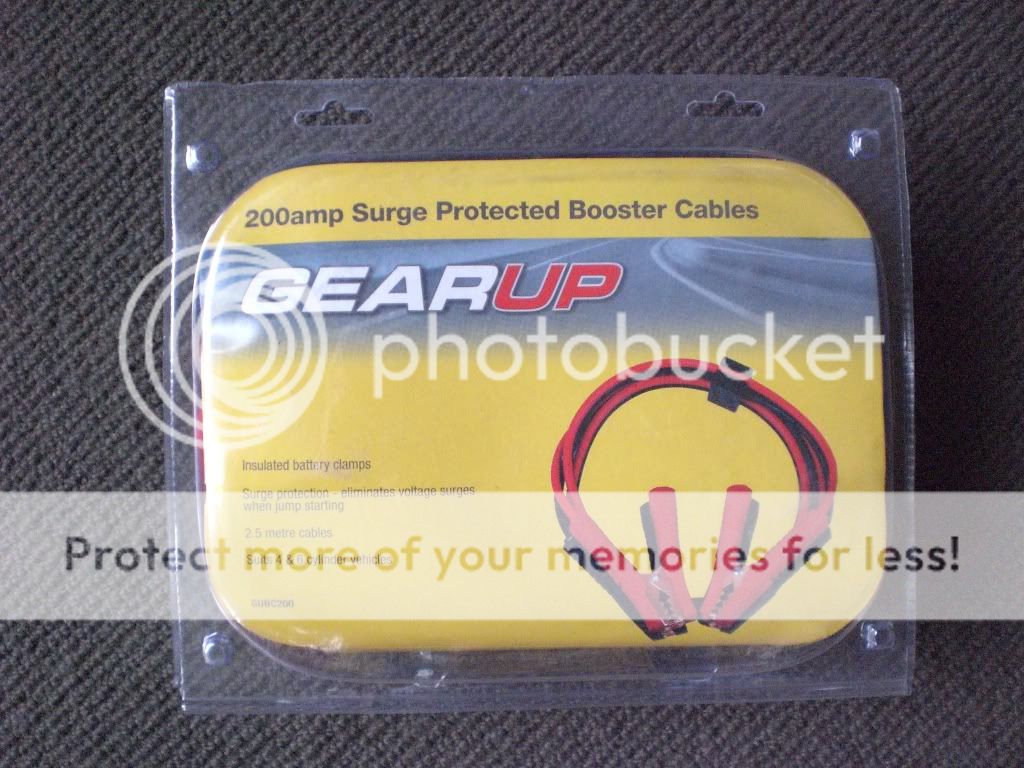 200amp Surge Protected Booster Cables
GEARUP
photobucket
Insulated battery clamps
Surge protection - eliminates voltage surges
when jump starting
2.5 metre cables
Protect more of your memories for less!
Suits 4 & 6 cylinder vehicles
GUBC200